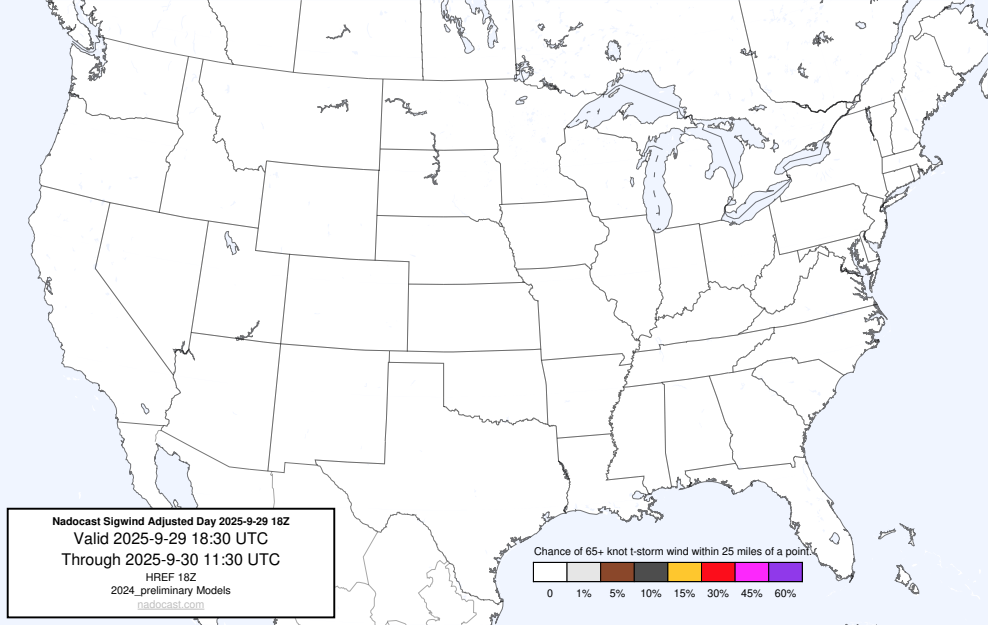 Nadocast Sigwind Adjusted Day 2025-9-29 18Z
Valid 2025-9-29 18:30 UTC
Through 2025-9-30 11:30 UTC
HREF 18Z
2024_preliminary Models
nadocast.com
Chance of 65+ knot t-storm wind within 25 miles of a point.
0 1% 5% 10% 15% 30% 45% 60%